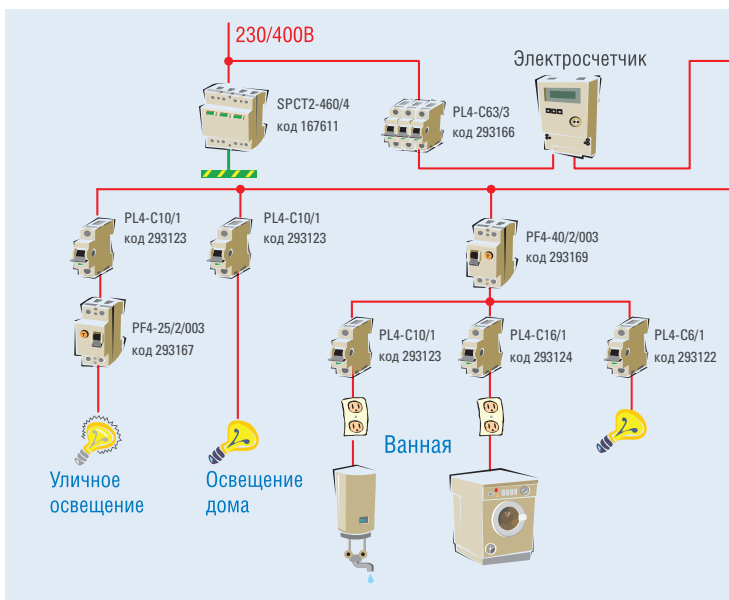 230/400В
Электросчетчик
SPCT2-460/4
код 167611
PL4-C63/3
код 293166
PL4-C10/1
код 293123
PL4-C10/1
код 293123
PF4-40/2/003
код 293169
PF4-25/2/003
код 293167
PL4-C10/1
код 293123
PL4-C16/1
код 293124
PL4-C6/1
код 293122
Ванная
Уличное
освещение
Освещение
дома